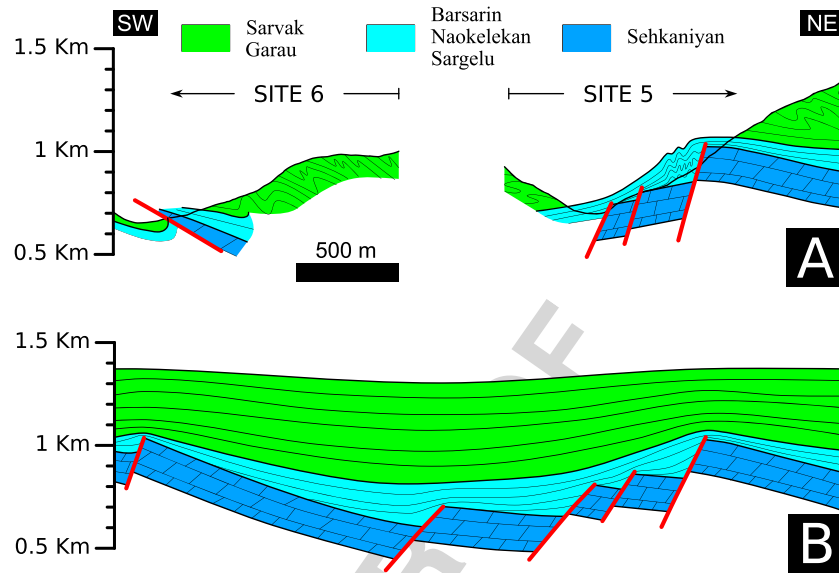 SW
Sarvak
Garau
Barsarin
Naokelekan
Sargelu
Sehkaniyan
NE
1.5 Km
SITE 6
SITE 5
1 Km
0.5 Km
500 m
A
1.5 Km
1 Km
0.5 Km
B